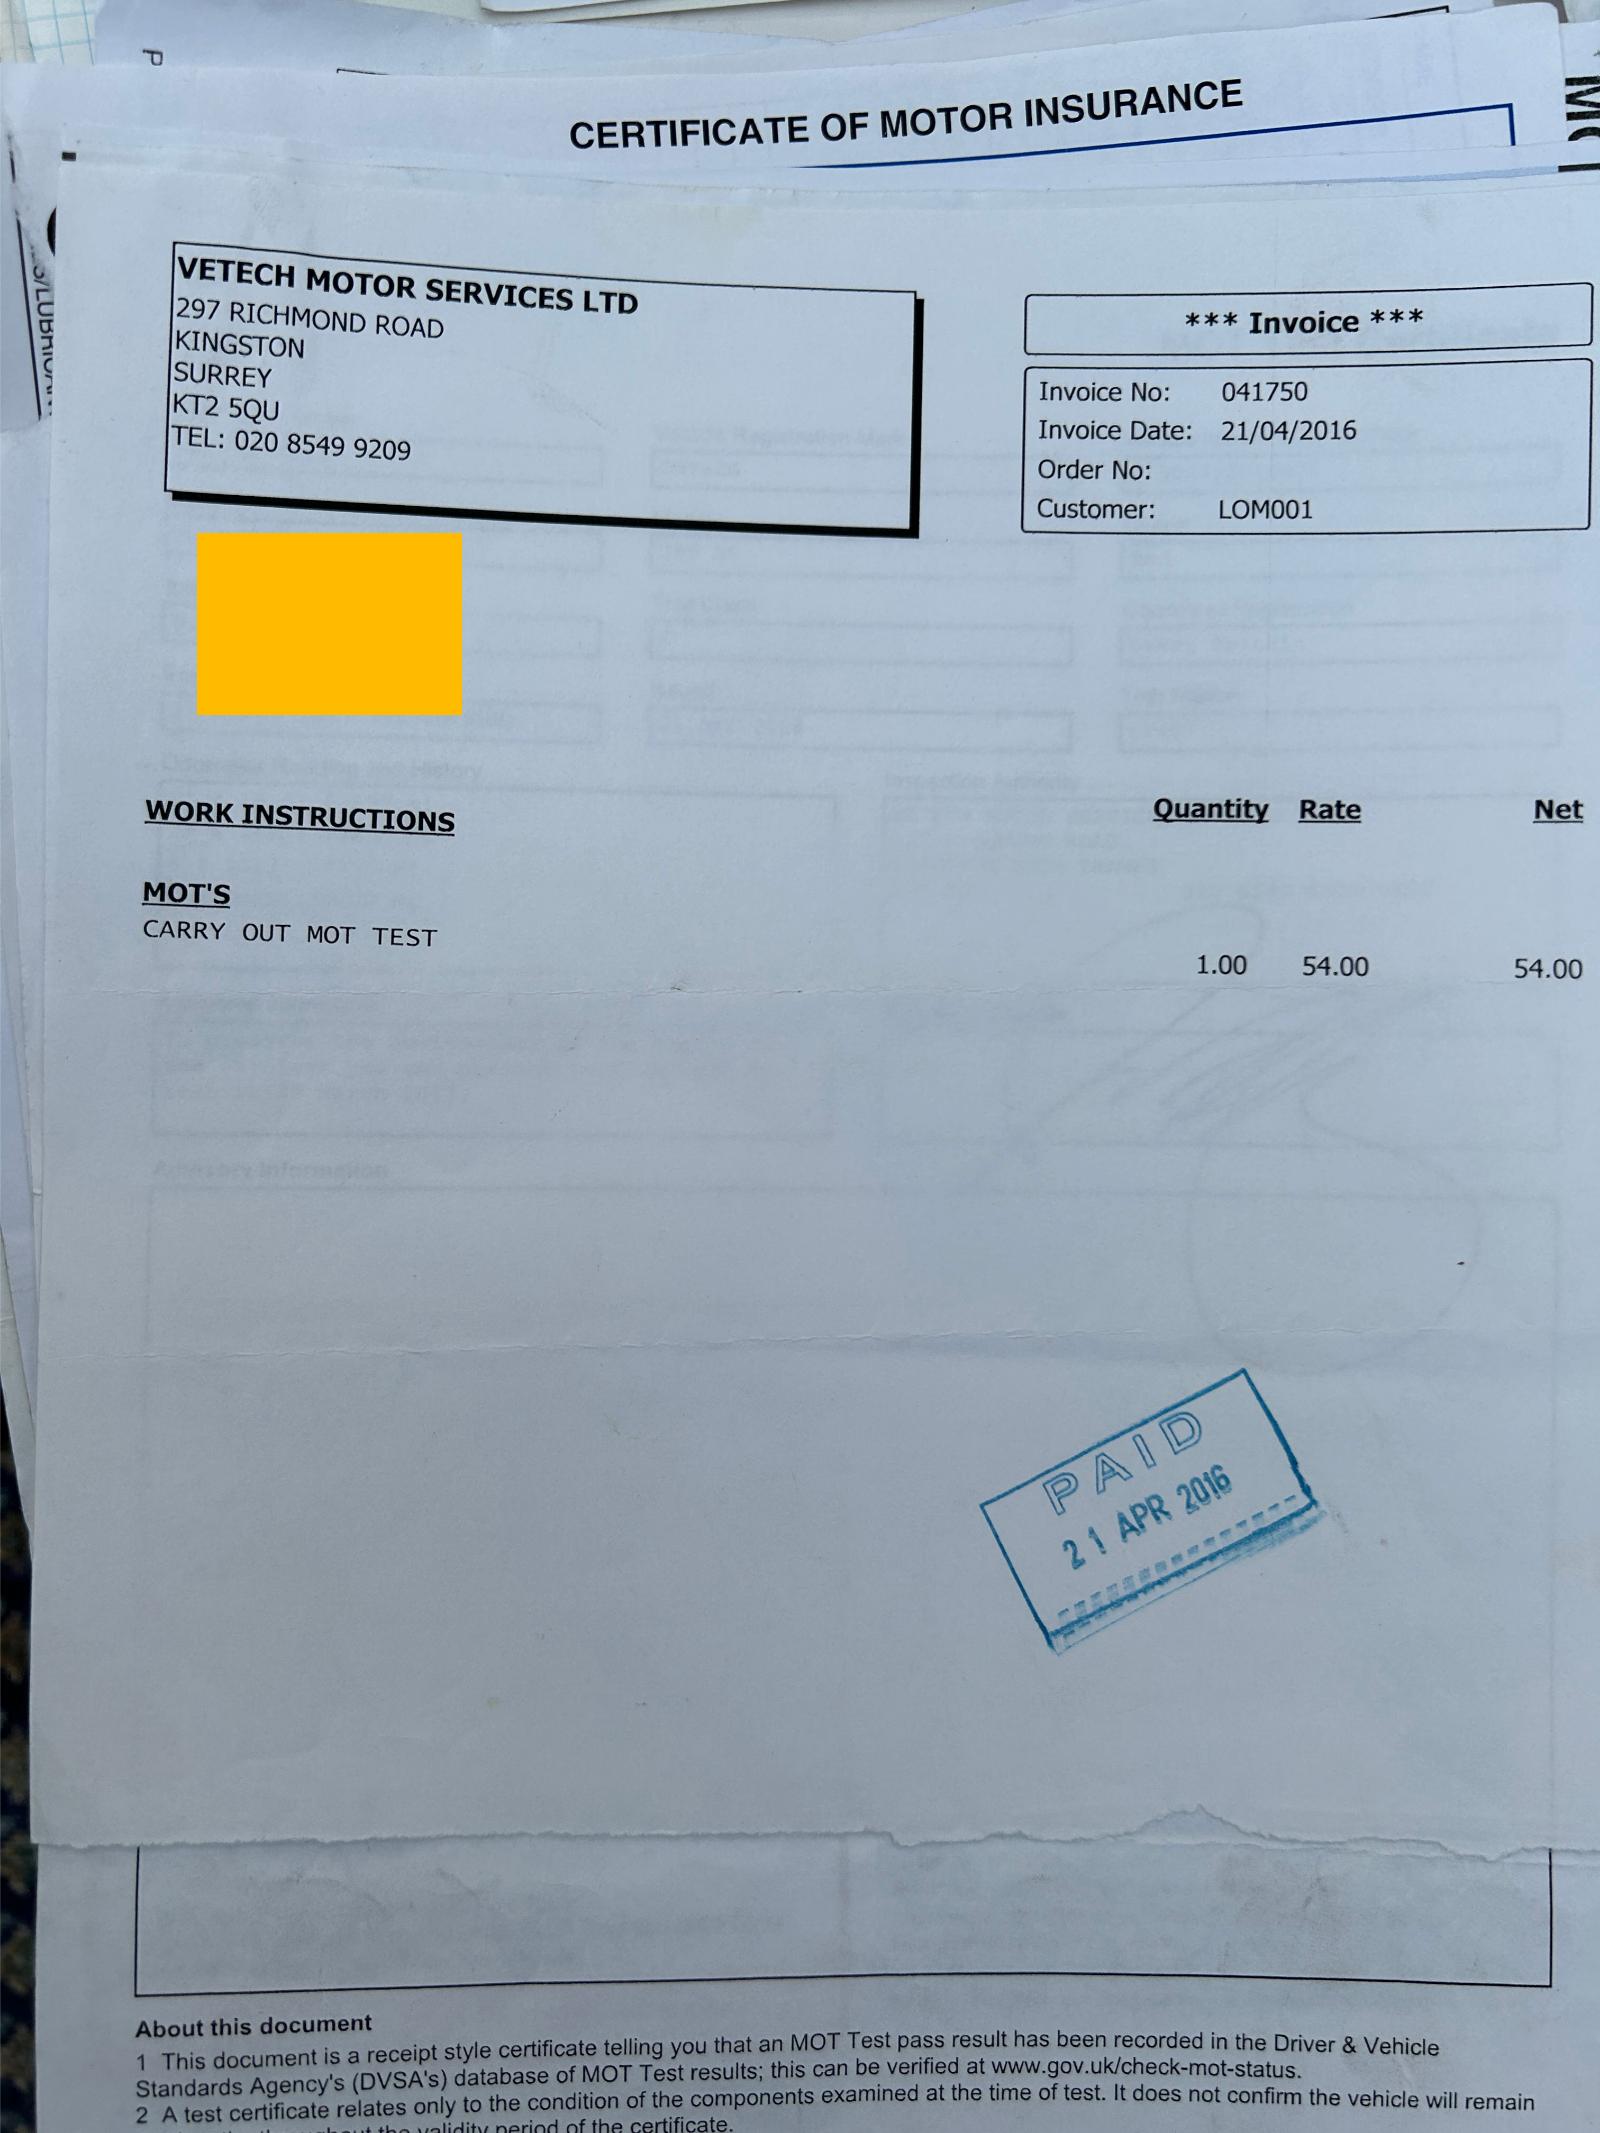 P
CERTIFICATE OF MOTOR INSURANCE
VETECH MOTOR SERVICES LTD
297 RICHMOND ROAD
KINGSTON
SURREY
KT2 5QU
TEL: 020 8549 9209
*** Invoice ***
Invoice No: 041750
Invoice Date: 21/04/2016
Order No:
Customer: LOM001
WORK INSTRUCTIONS Quantity Rate Net
MOT'S
CARRY OUT MOT TEST
1.00 54.00 54.00
PAID
21 APR 2016
About this document
1 This document is a receipt style certificate telling you that an MOT Test pass result has been recorded in the Driver & Vehicle
Standards Agency's (DVSA's) database of MOT Test results; this can be verified at www.gov.uk/check-mot-status.
2 A test certificate relates only to the condition of the components examined at the time of test. It does not confirm the vehicle will remain
the validity period of the certificate.